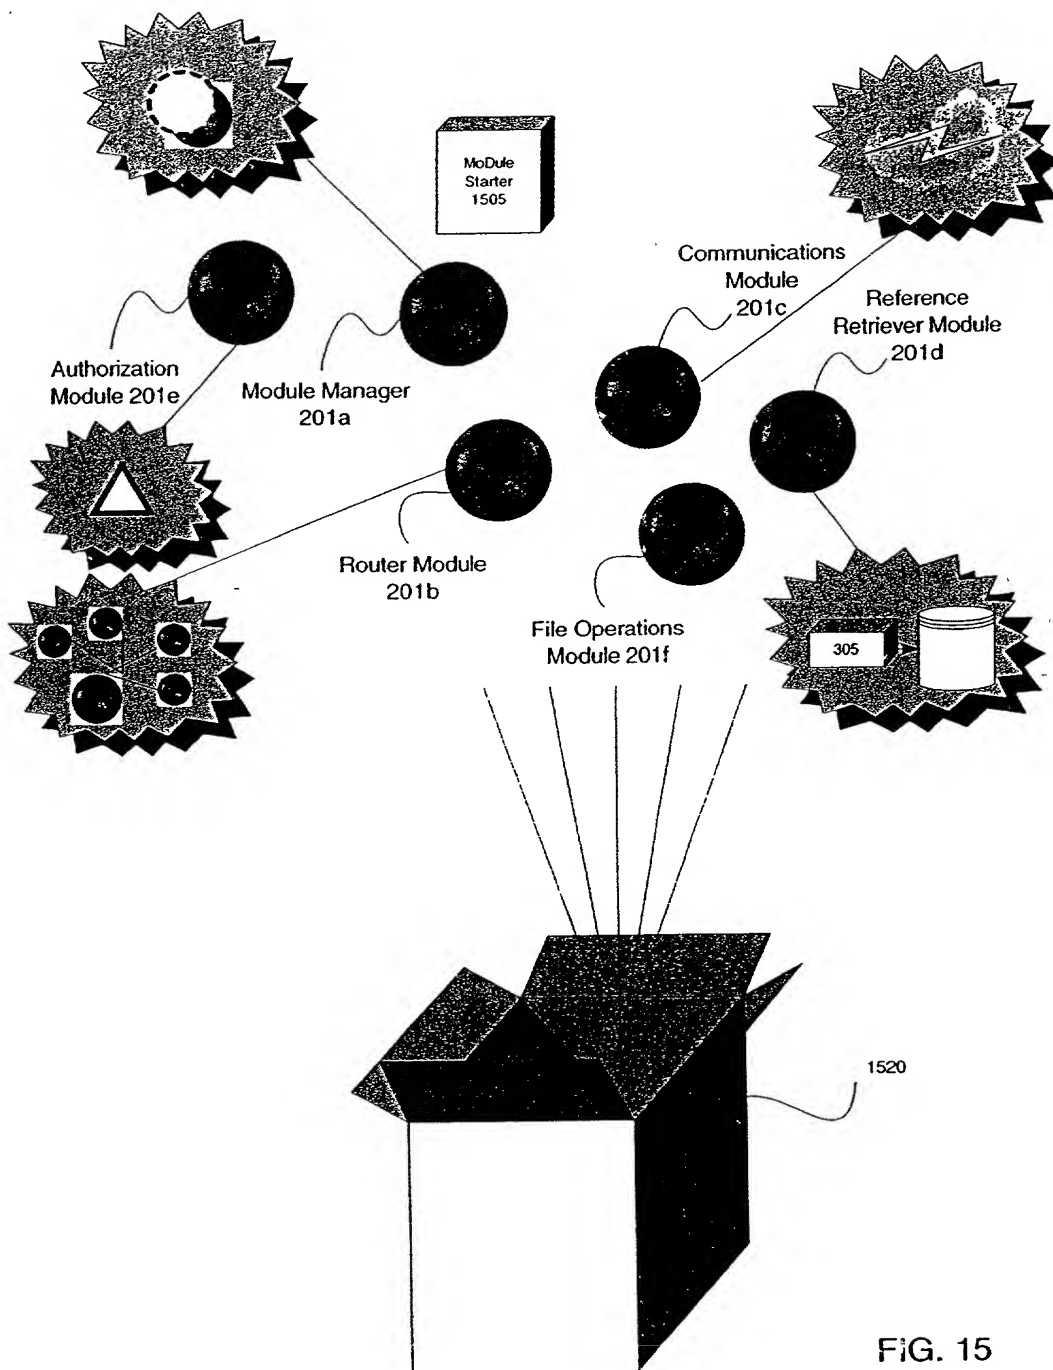 MoDule
Starter
1505
Communications
Module
201c
Reference
Retriever Module
201d
Authorization
Module 201e
Module Manager
201a
Router Module
201b
File Operations
Module 201f
305
1520
FIG. 15